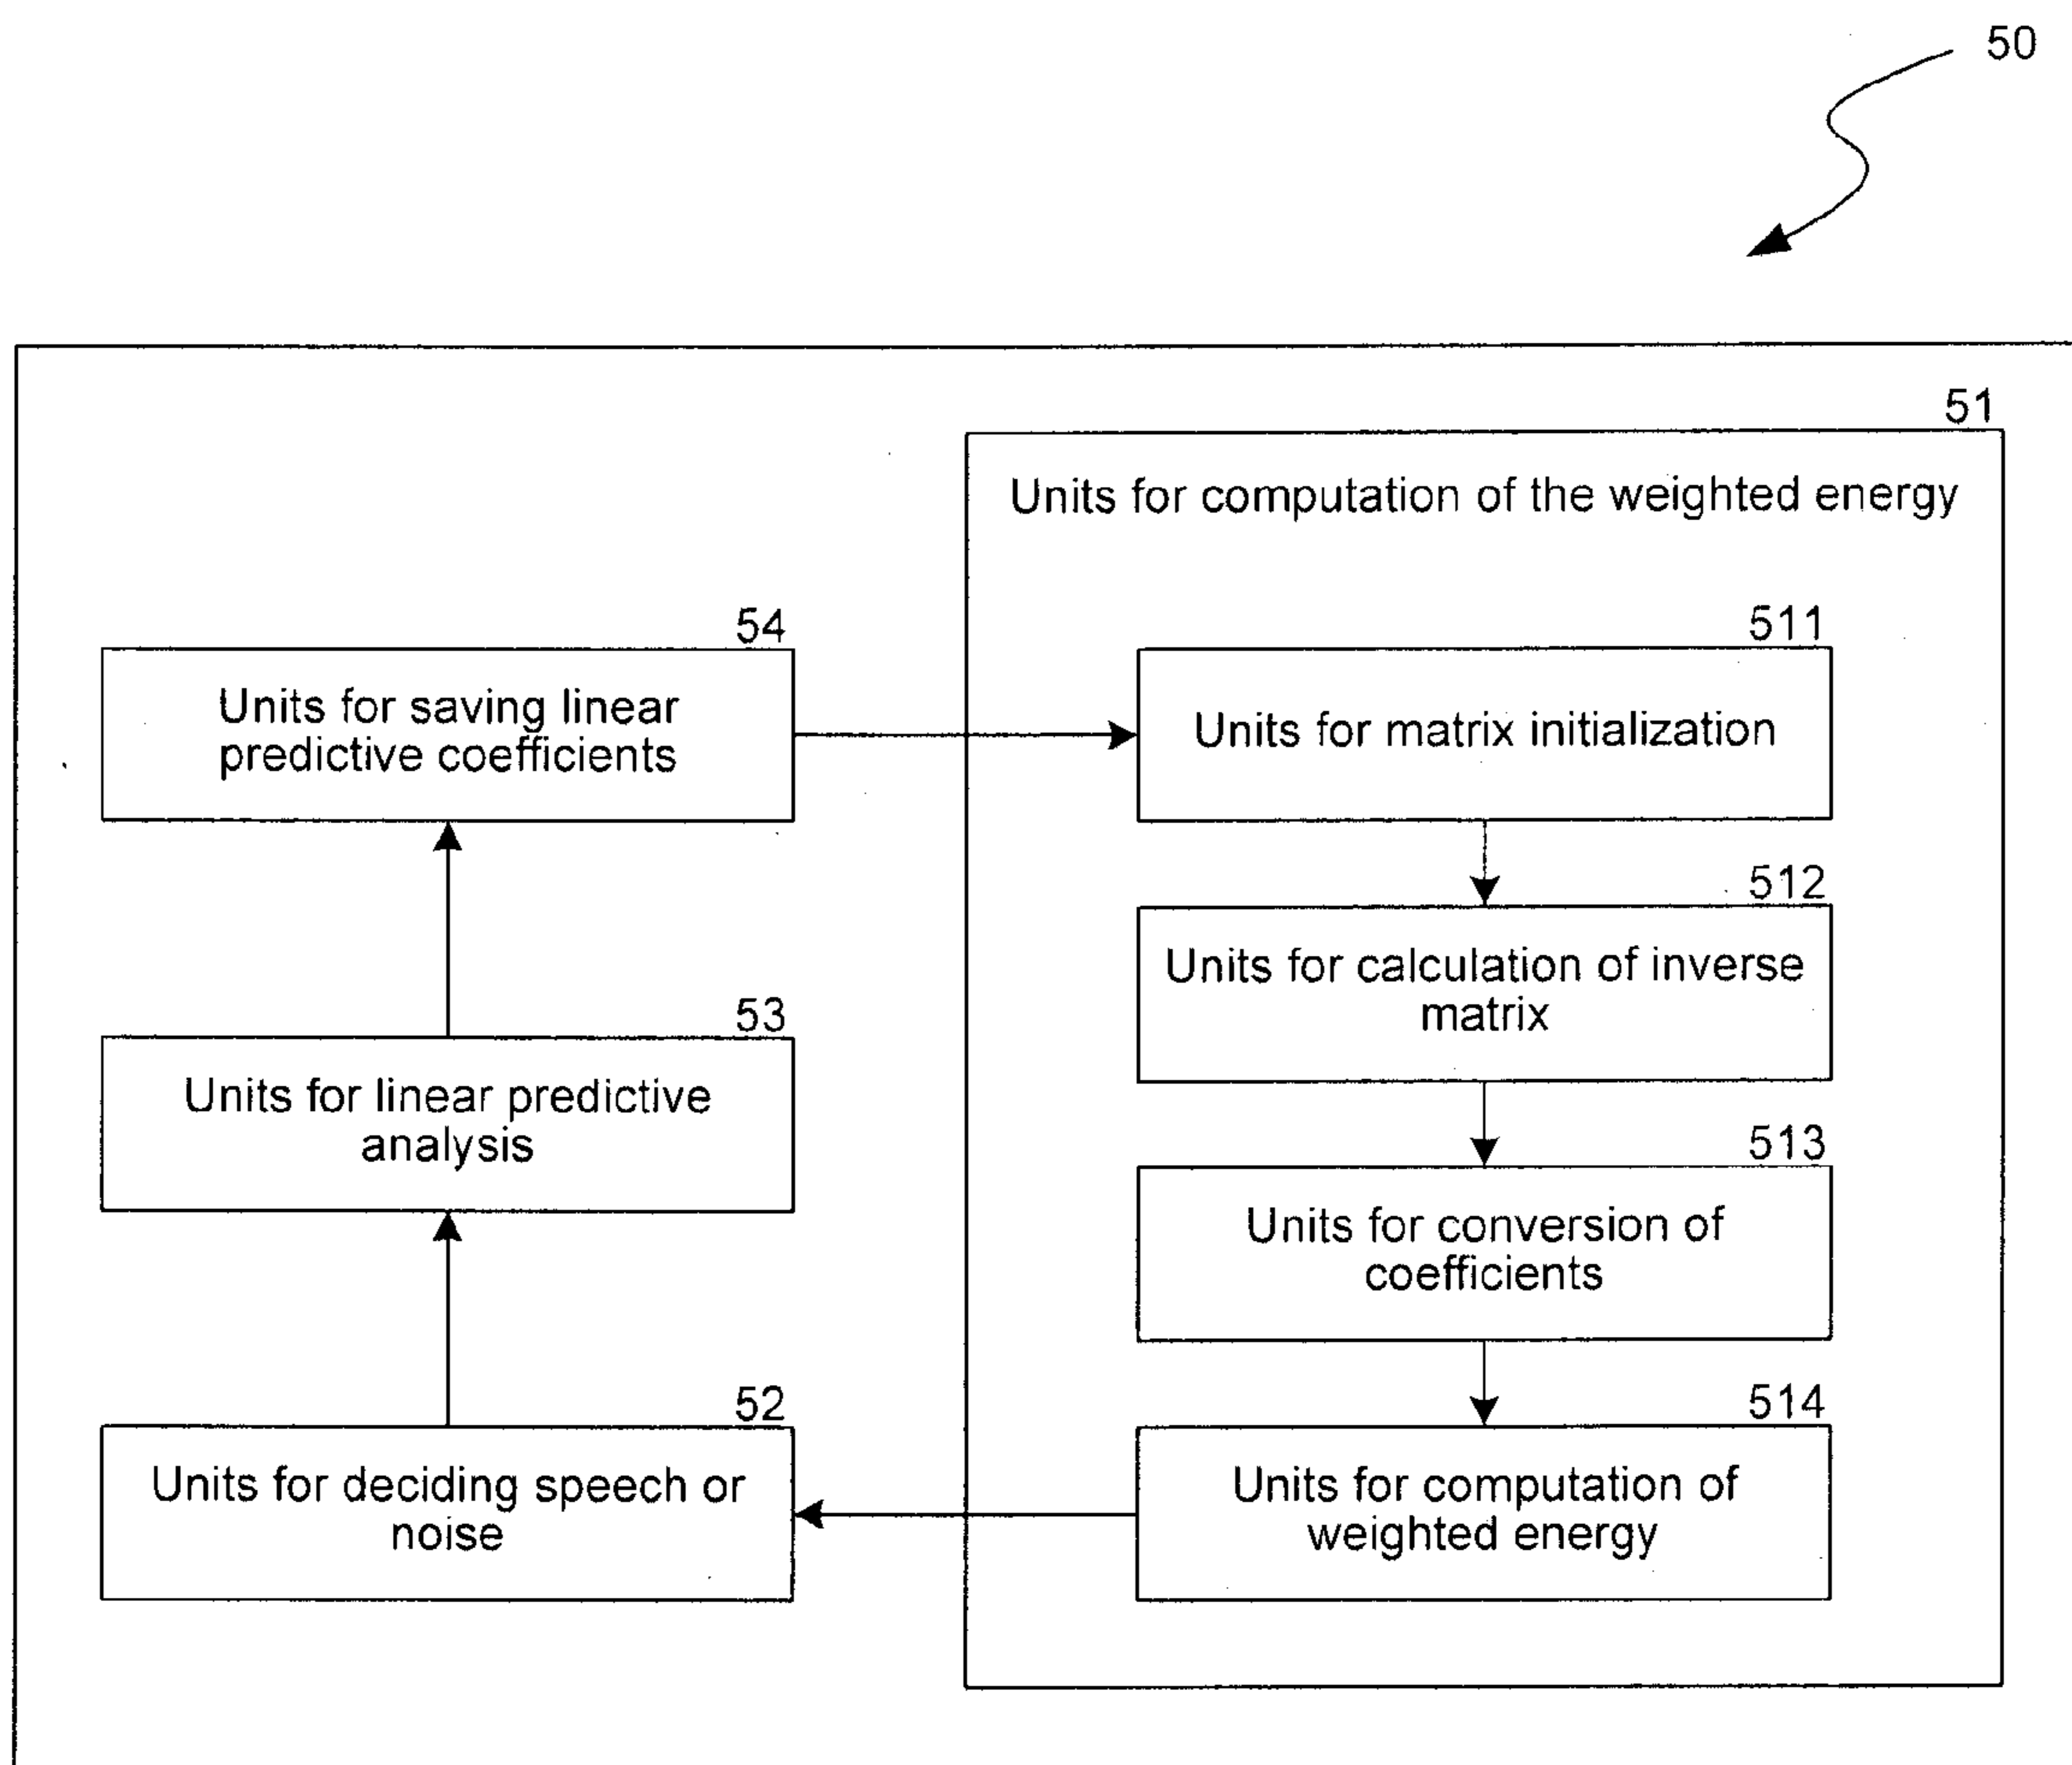 50
51
Units for computation of the weighted energy
54
Units for saving linear
predictive coefficients
511
Units for matrix initialization
512
Units for calculation of inverse
matrix
53
Units for linear predictive
analysis
513
Units for conversion of
coefficients
52
Units for deciding speech or
noise
514
Units for computation of
weighted energy